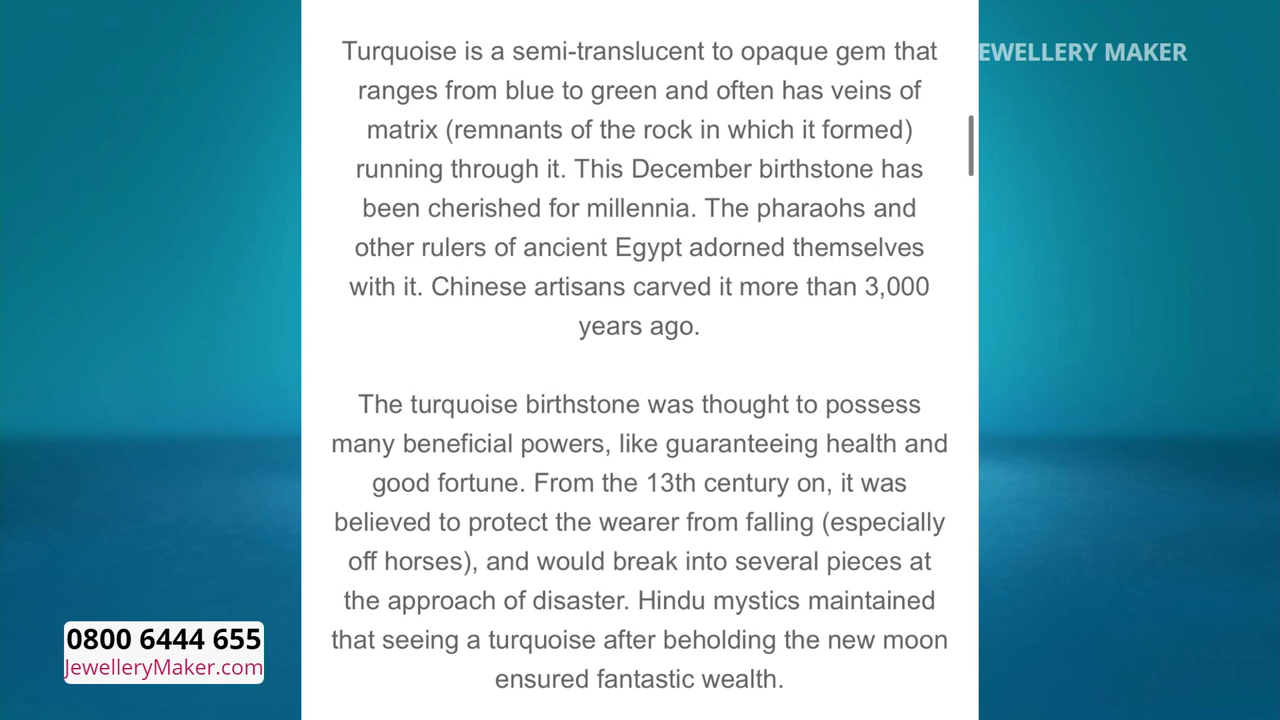 Turquoise is a semi-translucent to opaque gem that
ranges from blue to green and often has veins of
matrix (remnants of the rock in which it formed)
running through it. This December birthstone has
been cherished for millennia. The pharaohs and
other rulers of ancient Egypt adorned themselves
with it. Chinese artisans carved it more than 3,000
years ago.
The turquoise birthstone was thought to possess
many beneficial powers, like guaranteeing health and
good fortune. From the 13th century on, it was
believed to protect the wearer from falling (especially
off horses), and would break into several pieces at
the approach of disaster. Hindu mystics maintained
that seeing a turquoise after beholding the new moon
ensured fantastic wealth.
EWELLERY MAKER
0800 6444 655
JewelleryMaker.com